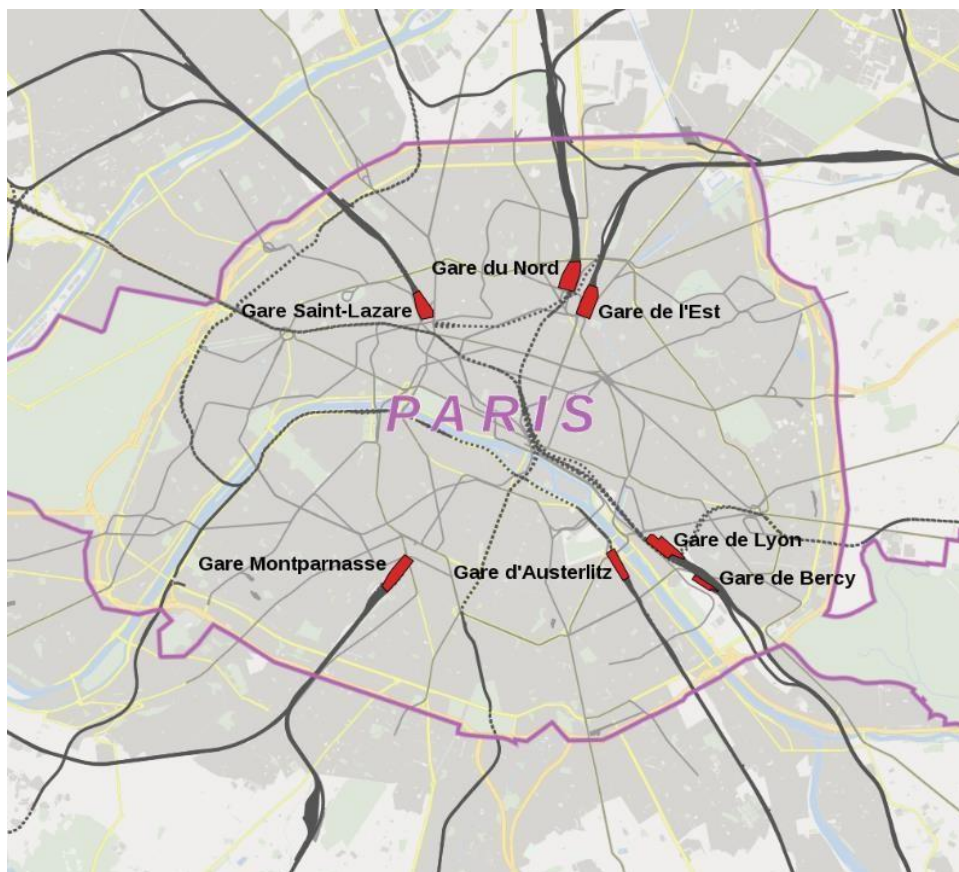 Gare du Nord
Gare Saint-Lazare
Gare de l'Est
PARIS
Gare de Lyon
Gare Montparnasse
Gare d'Austerlitz
Gare de Bercy